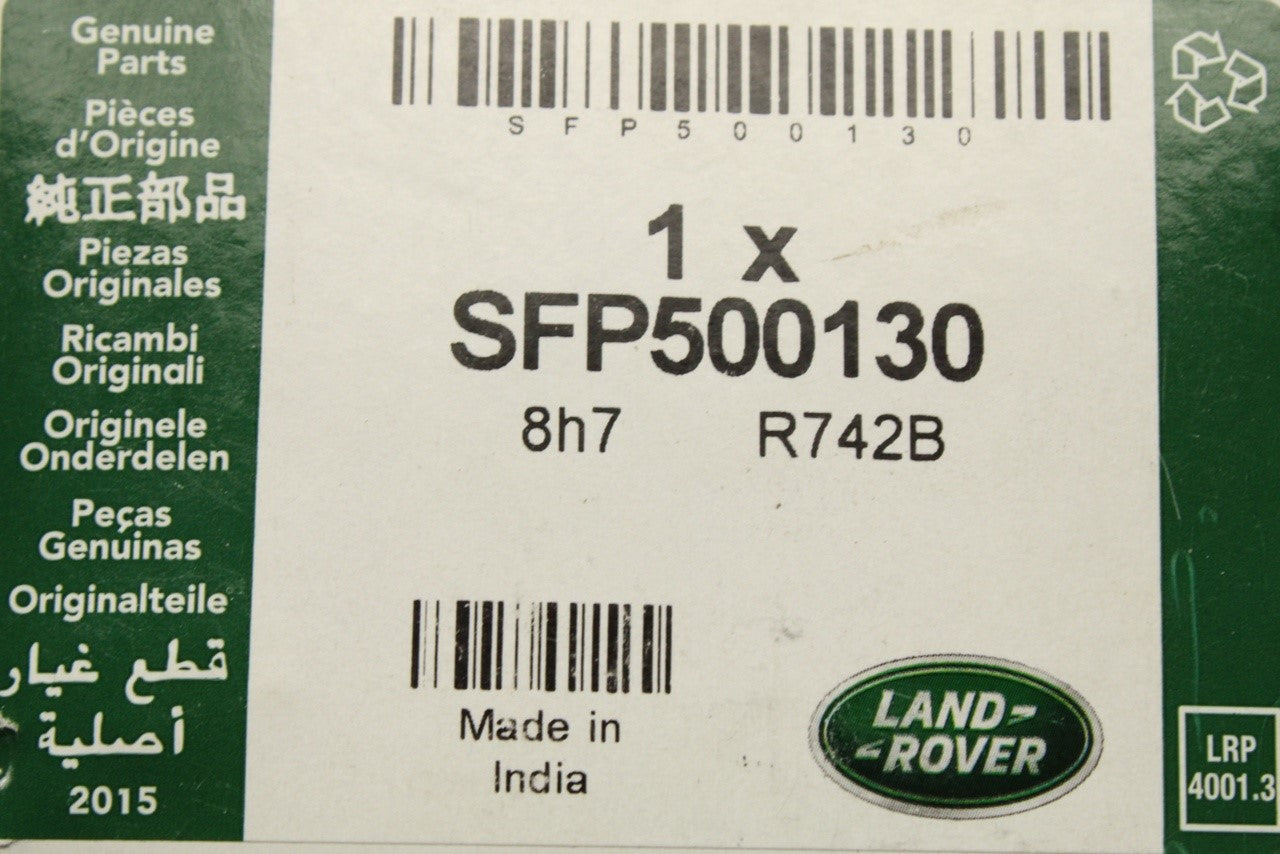 Genuine
Parts
Pièces
d'Origine
純正部品
Piezas
Originales
Ricambi
Originali
Originele
Onderdelen
Peças
Genuinas
Originalteile
قطع غيار
أصلية
2015
SFP500130
1 x
SFP500130
8h7 R742B
Made in
India
LAND-
-ROVER
LRP
4001.3